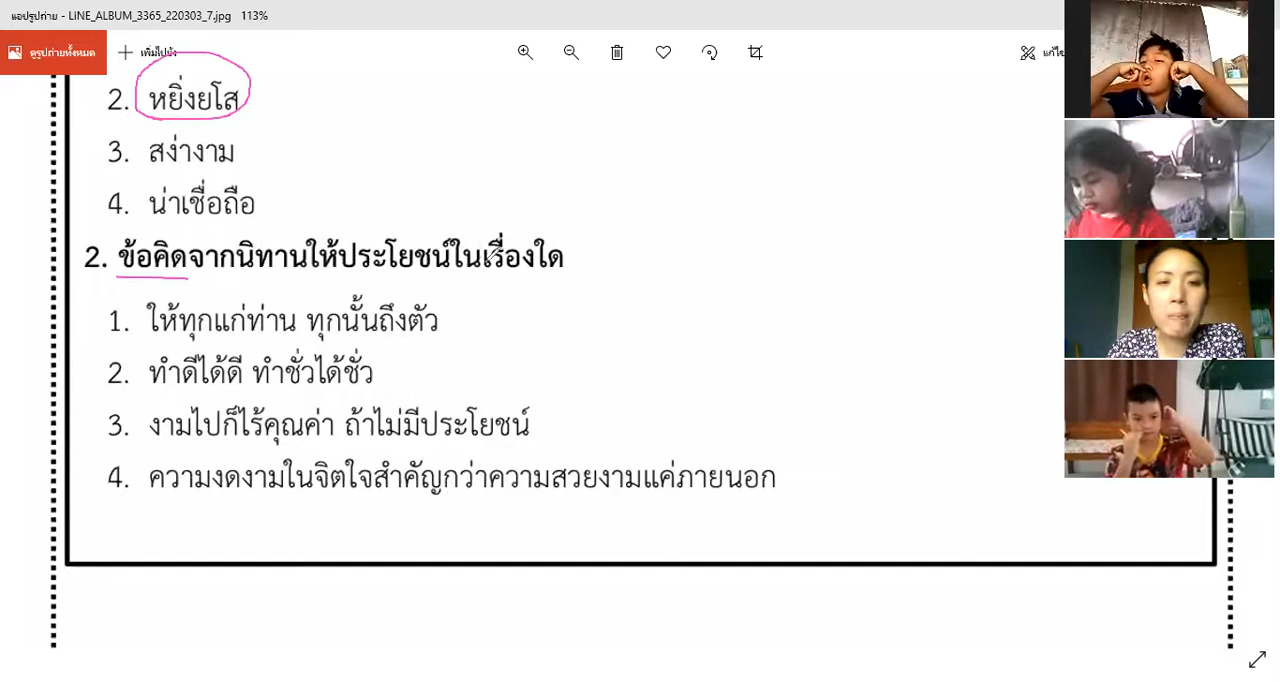 แอปรูปถ่าย - LINE_ALBUM_3365_220303_7.jpg 113%
ดูรูปถ่ายทั้งหมด เพิ่มไปยัง แก้ไข
2. หยิ่งยโส
3. สง่างาม
4. น่าเชื่อถือ
2. ข้อคิดจากนิทานให้ประโยชน์ในเรื่องใด
1. ให้ทุกแก่ท่าน ทุกนั้นถึงตัว
2. ทำดีได้ดี ทำชั่วได้ชั่ว
3. งามไปก็ไร้คุณค่า ถ้าไม่มีประโยชน์
4. ความงดงามในจิตใจสำคัญกว่าความสวยงามแค่ภายนอก